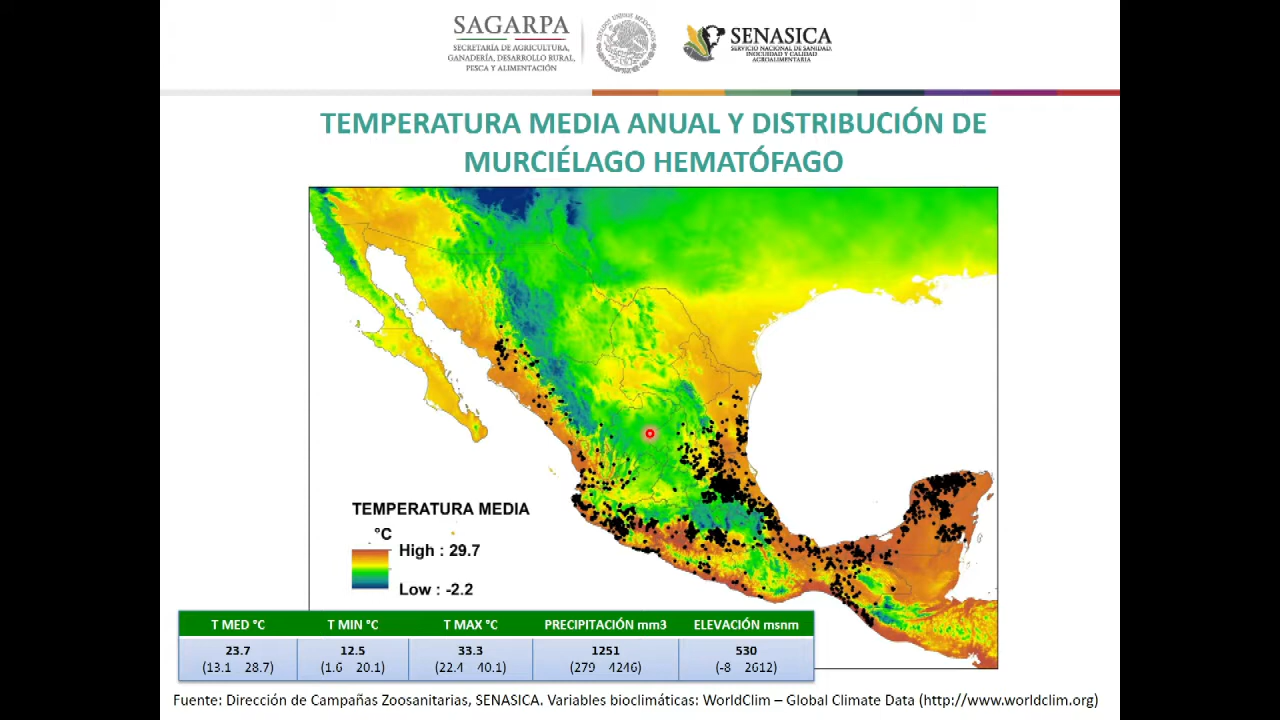 SAGARPA
SECRETARÍA DE AGRICULTURA,
GANADERÍA, DESARROLLO RURAL,
PESCA Y ALIMENTACIÓN
ESTADOS UNIDOS MEXICANOS
SENASICA
SERVICIO NACIONAL DE SANIDAD,
INOCUIDAD Y CALIDAD
AGROALIMENTARIA
TEMPERATURA MEDIA ANUAL Y DISTRIBUCIÓN DE
MURCIÉLAGO HEMATÓFAGO
TEMPERATURA MEDIA
°C
High : 29.7
Low : -2.2
T MED °C T MIN °C T MAX °C PRECIPITACIÓN mm3 ELEVACIÓN msnm
23.7 12.5 33.3 1251 530
(13.1 28.7) (1.6 20.1) (22.4 40.1) (279 4246) (-8 2612)
Fuente: Dirección de Campañas Zoosanitarias, SENASICA. Variables bioclimáticas: WorldClim – Global Climate Data (http://www.worldclim.org)